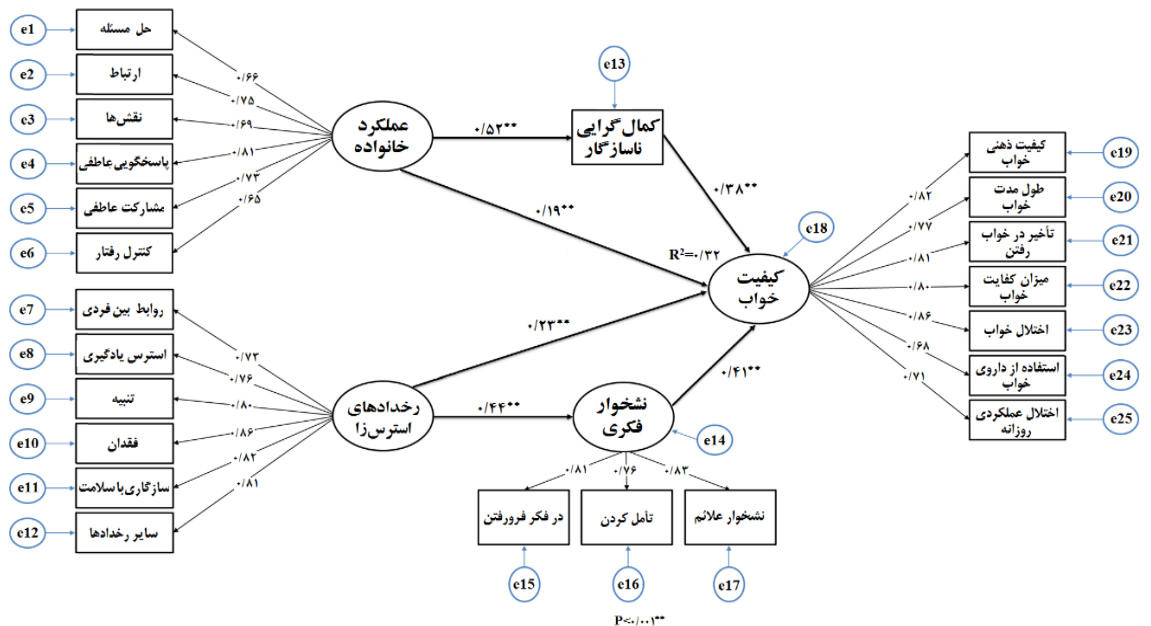 e1
حل مسئله
e2
ارتباط
e3
نقش‌ها
e4
پاسخگویی عاطفی
e5
مشارکت عاطفی
e6
کنترل رفتار
۰/۶۶
۰/۷۵
۰/۶۹
۰/۸۱
۰/۷۳
۰/۶۵
عملکرد
خانواده
۰/۵۲**
e13
کمال‌گرایی
ناسازگار
۰/۳۸**
۰/۱۹**
e7
روابط بین فردی
e8
استرس یادگیری
e9
تنبیه
e10
فقدان
e11
سازگاری با سلامت
e12
سایر رخدادها
۰/۷۳
۰/۷۶
۰/۸۰
۰/۸۶
۰/۸۲
۰/۸۱
رخدادهای
استرس‌زا
۰/۲۳**
۰/۴۴**
نشخوار
فکری
e14
۰/۴۱**
۰/۸۱
۰/۷۶
۰/۸۳
در فکر فرورفتن
تأمل کردن
نشخوار علائم
e15
e16
e17
e18
R²=۰/۳۲
کیفیت
خواب
۰/۸۲
۰/۷۷
۰/۸۱
۰/۸۰
۰/۸۶
۰/۶۸
۰/۷۱
کیفیت ذهنی
خواب
e19
طول مدت
خواب
e20
تأخیر در خواب
رفتن
e21
میزان کفایت
خواب
e22
اختلال خواب
e23
استفاده از داروی
خواب
e24
اختلال عملکردی
روزانه
e25
P<۰/۰۰۱**